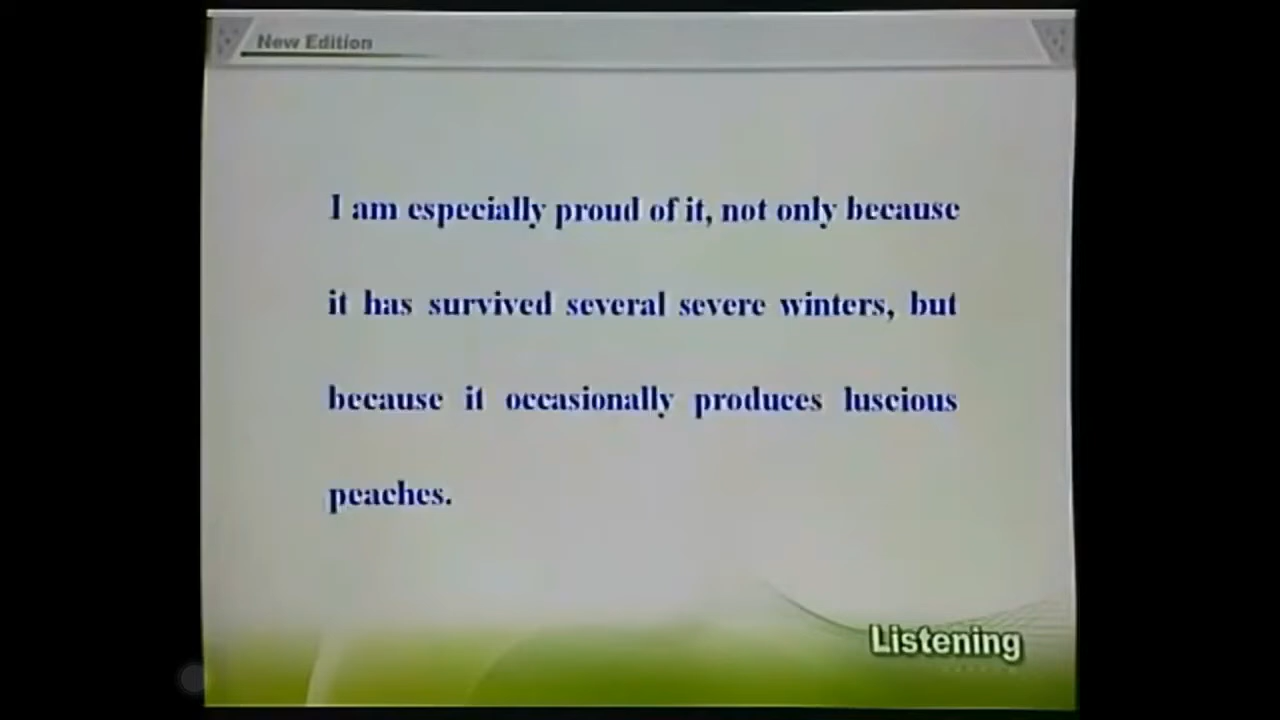 New Edition
I am especially proud of it, not only because
it has survived several severe winters, but
because it occasionally produces luscious
peaches.
Listening